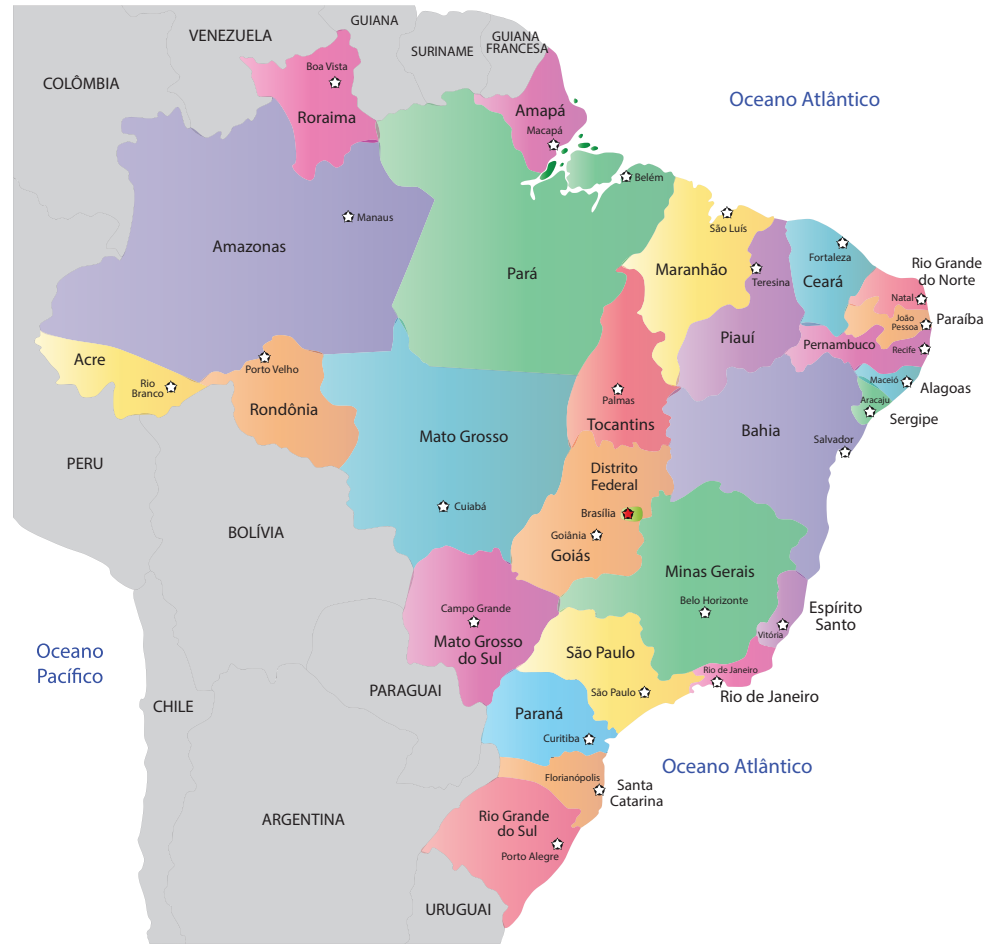 GUIANA
VENEZUELA
GUIANA
FRANCESA
SURINAME
Boa Vista
COLÔMBIA
Oceano Atlântico
Roraima
Amapá
Macapá
Belém
Manaus
São Luís
Amazonas
Fortaleza
Rio Grande
do Norte
Pará
Maranhão
Teresina
Ceará
Natal
João
Pessoa
Paraíba
Piauí
Pernambuco
Recife
Acre
Porto Velho
Rio
Branco
Maceió
Alagoas
Palmas
Aracaju
Sergipe
Rondônia
Tocantins
Mato Grosso
Bahia
Salvador
PERU
Distrito
Federal
Cuiabá
Brasília
BOLÍVIA
Goiânia
Goiás
Minas Gerais
Belo Horizonte
Campo Grande
Espírito
Santo
Vitória
Mato Grosso
do Sul
São Paulo
Oceano
Pacífico
Rio de Janeiro
PARAGUAI
São Paulo
Rio de Janeiro
CHILE
Paraná
Curitiba
Oceano Atlântico
Florianópolis
Santa
Catarina
ARGENTINA
Rio Grande
do Sul
Porto Alegre
URUGUAI